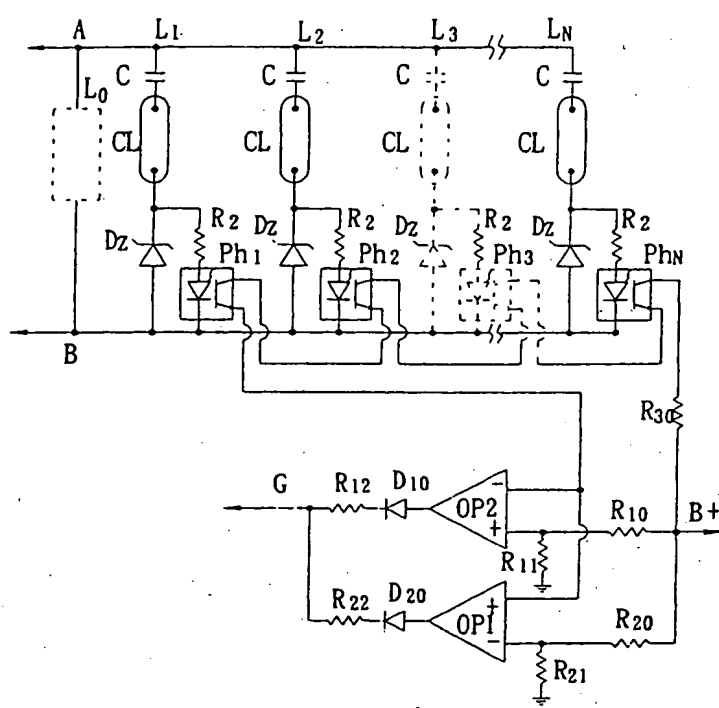 A L1 L2 L3 LN
C C C C
L0
CL CL CL CL
R2 R2 R2 R2
DZ DZ DZ DZ
Ph1 Ph2 Ph3 PhN
B
R30
G R12 D10 OP2 - + R10 B+
R11
R22 D20 OP1 + - R20
R21